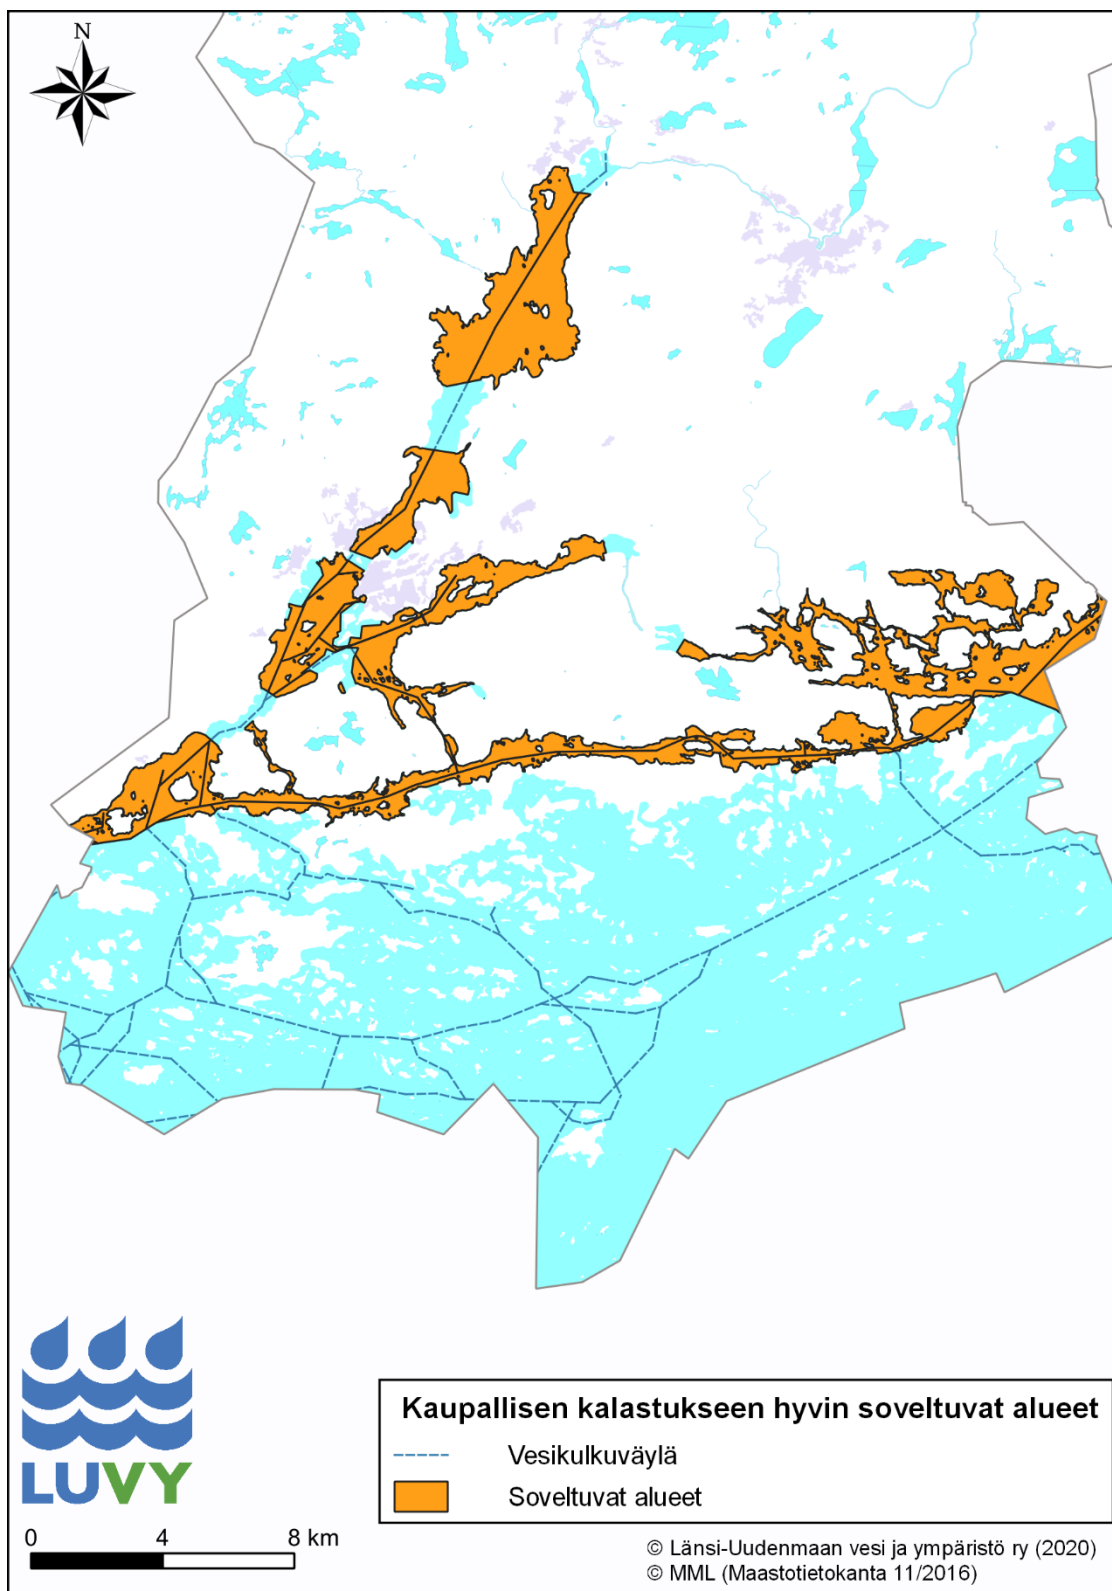 N
Kaupallisen kalastukseen hyvin soveltuvat alueet
Vesikulkuväylä
Soveltuvat alueet
LUVY
0 4 8 km
© Länsi-Uudenmaan vesi ja ympäristö ry (2020)
© MML (Maastotietokanta 11/2016)